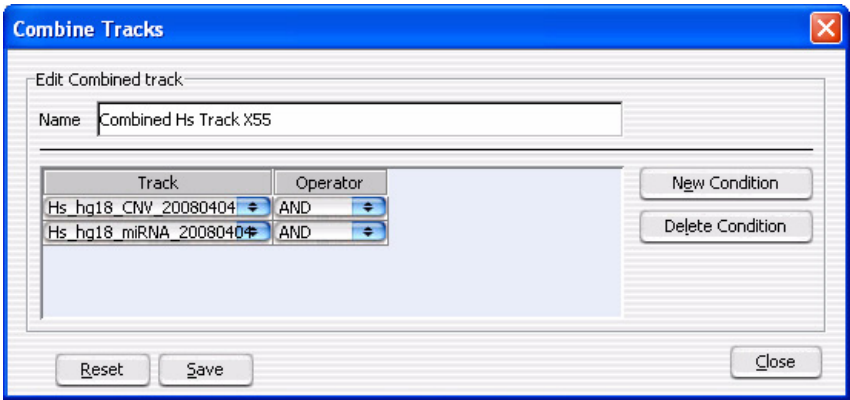 Combine Tracks
Edit Combined track
Name Combined Hs Track X55
Track Operator
Hs_hg18_CNV_20080404 AND
Hs_hg18_miRNA_20080404 AND
New Condition
Delete Condition
Reset Save Close